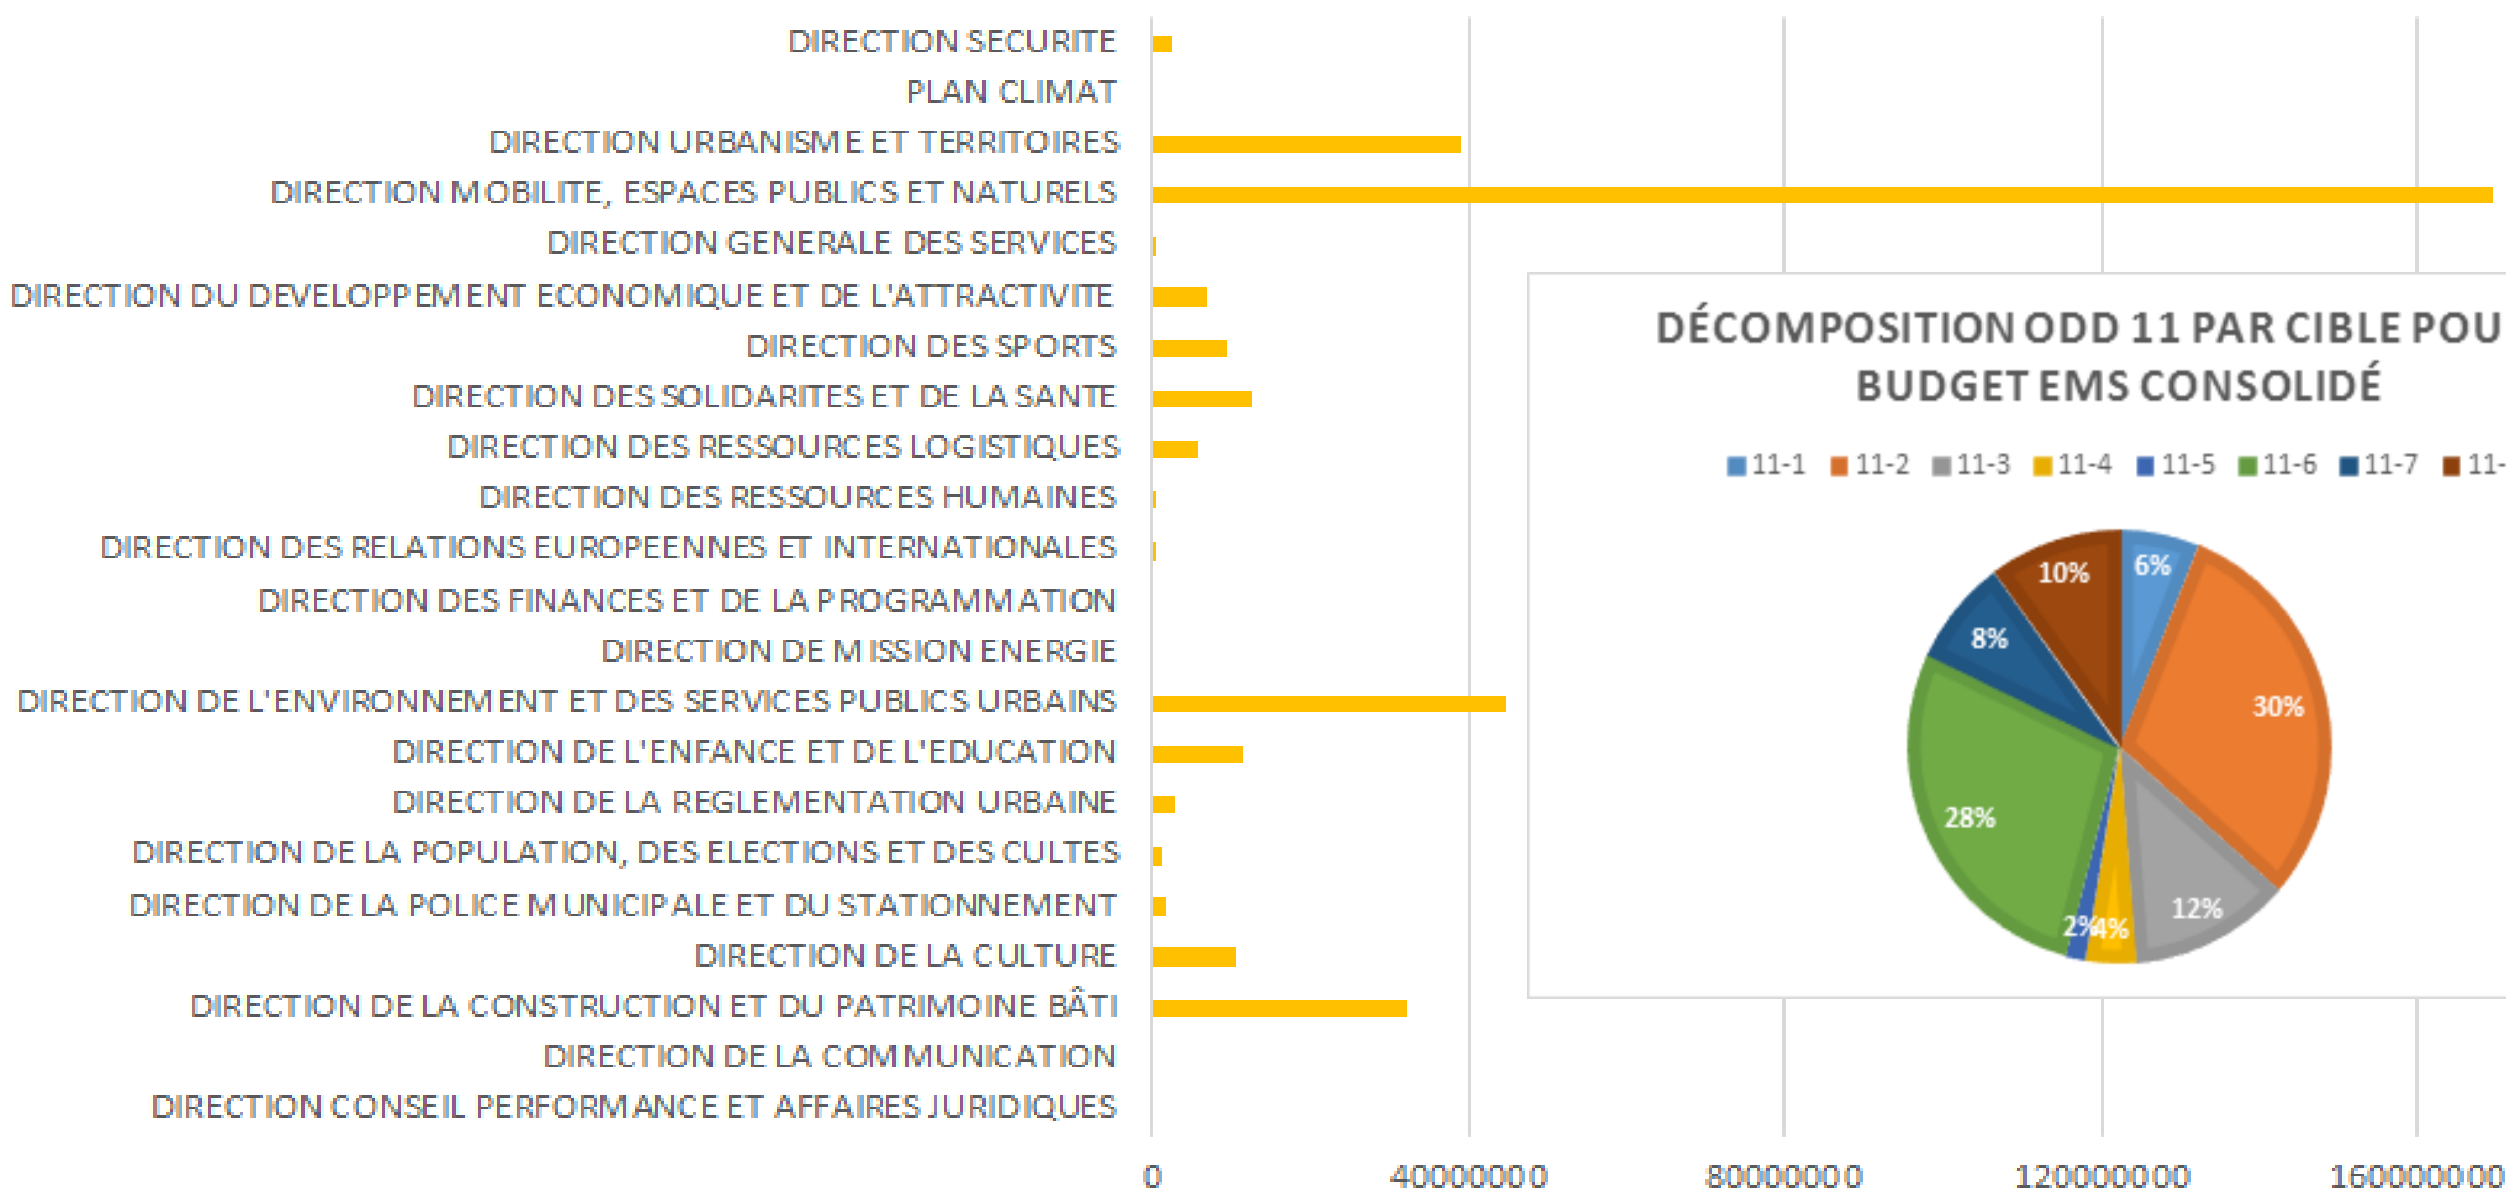 DIRECTION SECURITE
PLAN CLIMAT
DIRECTION URBANISME ET TERRITOIRES
DIRECTION MOBILITE, ESPACES PUBLICS ET NATURELS
DIRECTION GENERALE DES SERVICES
DIRECTION DU DEVELOPPEMENT ECONOMIQUE ET DE L'ATTRACTIVITE
DIRECTION DES SPORTS
DIRECTION DES SOLIDARITES ET DE LA SANTE
DIRECTION DES RESSOURCES LOGISTIQUES
DIRECTION DES RESSOURCES HUMAINES
DIRECTION DES RELATIONS EUROPEENNES ET INTERNATIONALES
DIRECTION DES FINANCES ET DE LA PROGRAMMATION
DIRECTION DE MISSION ENERGIE
DIRECTION DE L'ENVIRONNEMENT ET DES SERVICES PUBLICS URBAINS
DIRECTION DE L'ENFANCE ET DE L'EDUCATION
DIRECTION DE LA REGLEMENTATION URBAINE
DIRECTION DE LA POPULATION, DES ELECTIONS ET DES CULTES
DIRECTION DE LA POLICE MUNICIPALE ET DU STATIONNEMENT
DIRECTION DE LA CULTURE
DIRECTION DE LA CONSTRUCTION ET DU PATRIMOINE BÂTI
DIRECTION DE LA COMMUNICATION
DIRECTION CONSEIL PERFORMANCE ET AFFAIRES JURIDIQUES
0 40000000 80000000 120000000 160000000
DÉCOMPOSITION ODD 11 PAR CIBLE POU
BUDGET EMS CONSOLIDÉ
11-1 11-2 11-3 11-4 11-5 11-6 11-7 11-
10% 6%
8%
30%
28%
12%
2% 4%